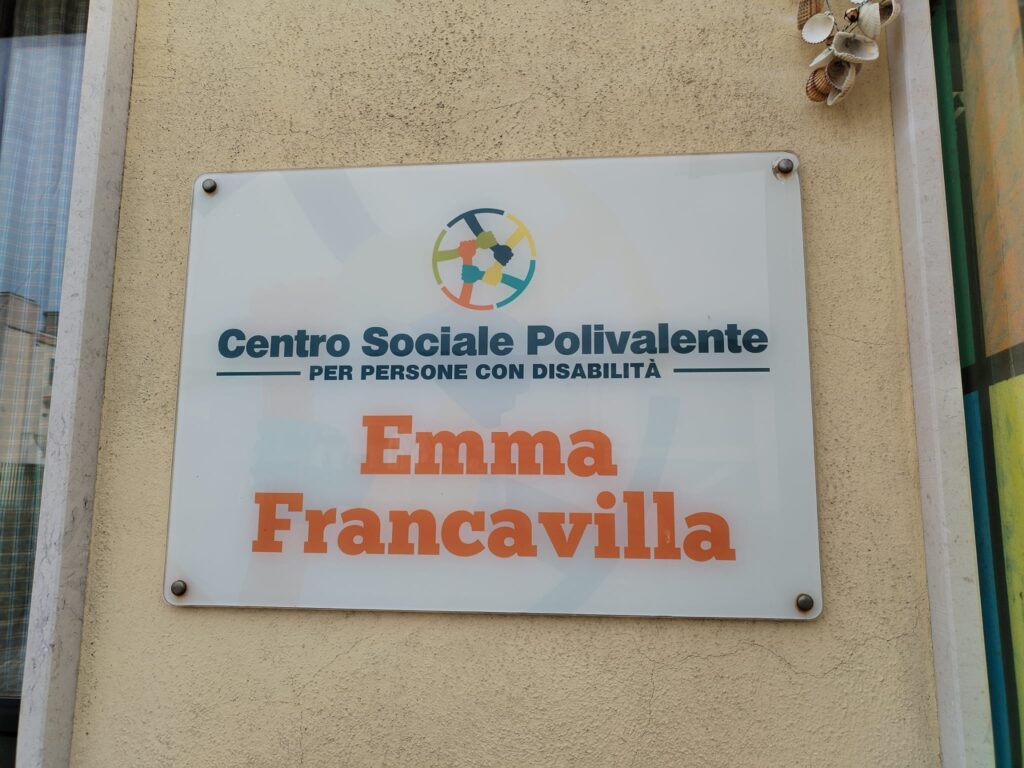 Centro Sociale Polivalente
PER PERSONE CON DISABILITÀ
Emma
Francavilla